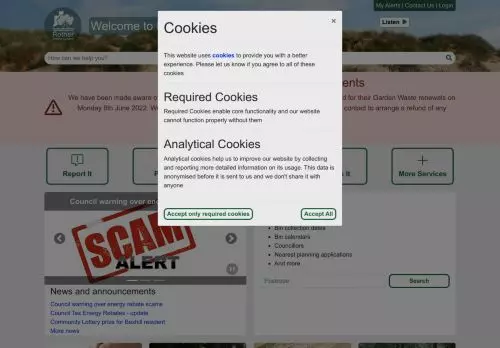 My Alerts | Contact Us | Login
Rother
Welcome to
Listen
How can we help you?
ents
We have been made aware o
d for their Garden Waste renewals on
Monday 6th June 2022. W
contact to arrange a refund of any
Report It
P
It
More Services
Cookies
×
This website uses cookies to provide you with a better
experience. Please let us know if you agree to all of these
cookies
Required Cookies
Required Cookies enable core functionality and our website
cannot function properly without them
Analytical Cookies
Analytical cookies help us to improve our website by collecting
and reporting more detailed information on its usage. This data is
anonymised before it is sent to us and we don't share it with
anyone
Accept only required cookies
Accept All
Council warning over ene
SCAM
ALERT
News and announcements
Council warning over energy rebate scams
Council Tax Energy Rebates - update
Community Lottery prize for Bexhill resident
More news
Bin collection dates
Bin calendars
Councillors
Nearest planning applications
And more
Postcode
Search